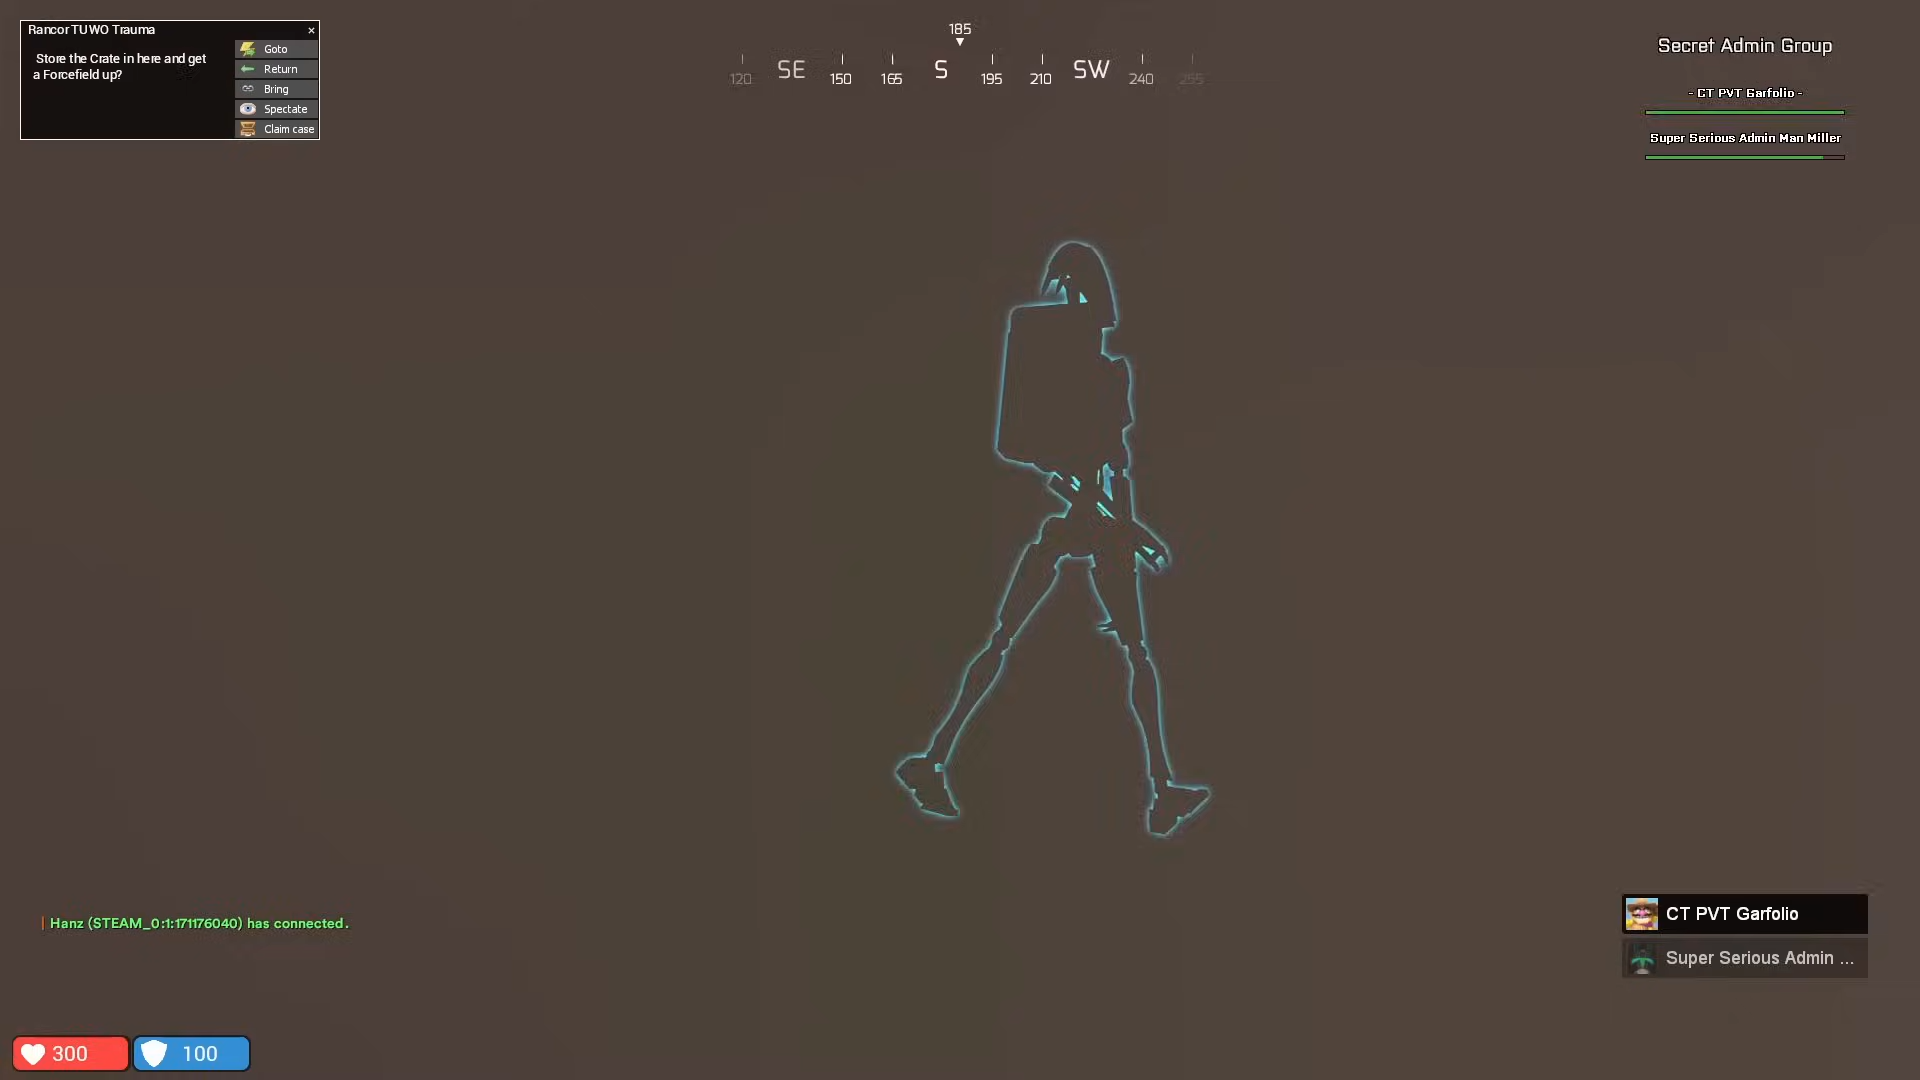 Rancor TUWO Trauma
×
Store the Crate in here and get
a Forcefield up?
Goto
Return
Bring
Spectate
Claim case
185
120 SE 150 165 S 195 210 SW 240 255
Secret Admin Group
- CT PVT Garfolio -
Super Serious Admin Man Miller
Hanz (STEAM_0:1:171176040) has connected.
CT PVT Garfolio
Super Serious Admin ...
300
100